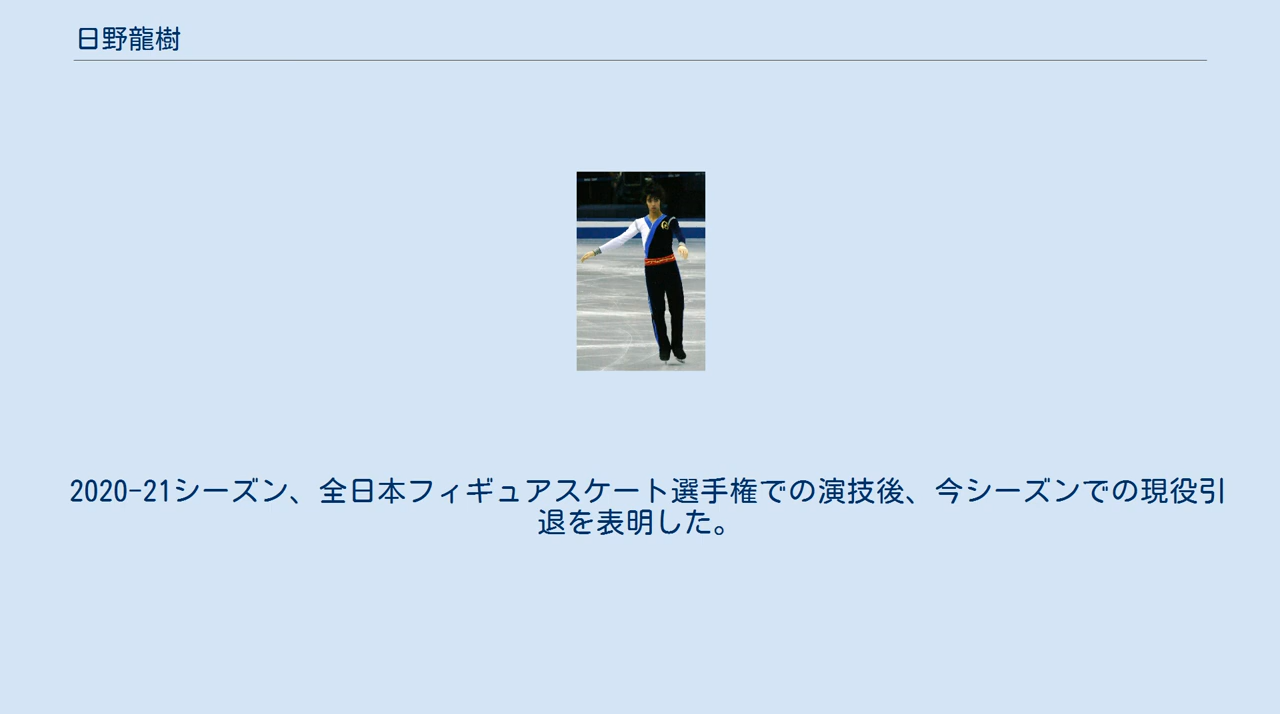 日野龍樹
2020-21シーズン、全日本フィギュアスケート選手権での演技後、今シーズンでの現役引
退を表明した。